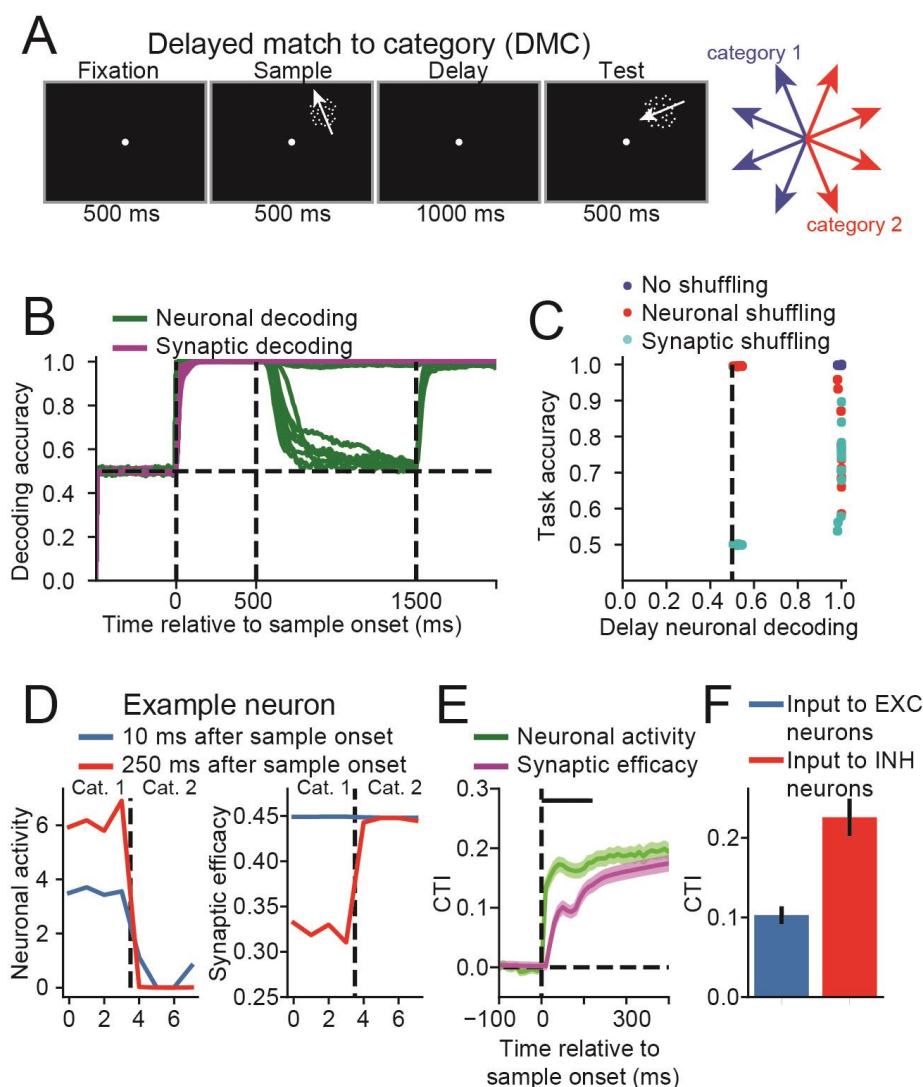 A
Delayed match to category (DMC)
Fixation
Sample
Delay
Test
500 ms
500 ms
1000 ms
500 ms
category 1
category 2
B
Neuronal decoding
Synaptic decoding
Decoding accuracy
1.0
0.8
0.6
0.4
0.2
0.0
0
500
1500
Time relative to sample onset (ms)
C
No shuffling
Neuronal shuffling
Synaptic shuffling
Task accuracy
1.0
0.9
0.8
0.7
0.6
0.5
0.0
0.2
0.4
0.6
0.8
1.0
Delay neuronal decoding
D
Example neuron
10 ms after sample onset
250 ms after sample onset
Cat. 1
Cat. 2
Neuronal activity
6
4
2
0
0
2
4
6
Cat. 1
Cat. 2
Synaptic efficacy
0.45
0.41
0.37
0.33
0.29
0.25
0
2
4
6
E
Neuronal activity
Synaptic efficacy
CTI
0.3
0.2
0.1
0.0
−100
0
300
Time relative to
sample onset (ms)
F
Input to EXC
neurons
Input to INH
neurons
CTI
0.2
0.1
0.0